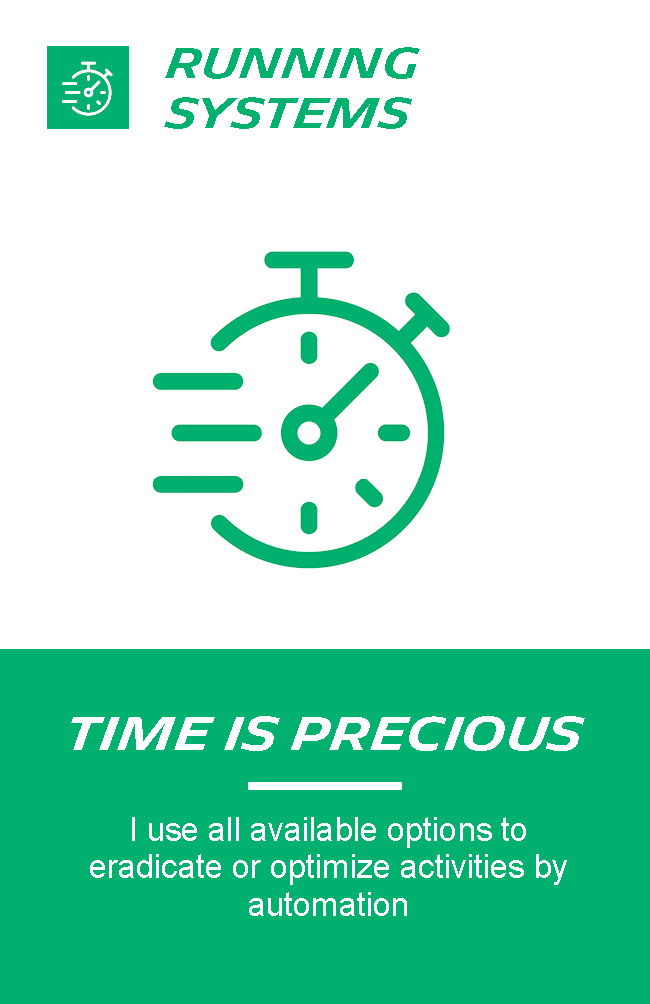 RUNNING
SYSTEMS
TIME IS PRECIOUS
I use all available options to
eradicate or optimize activities by
automation